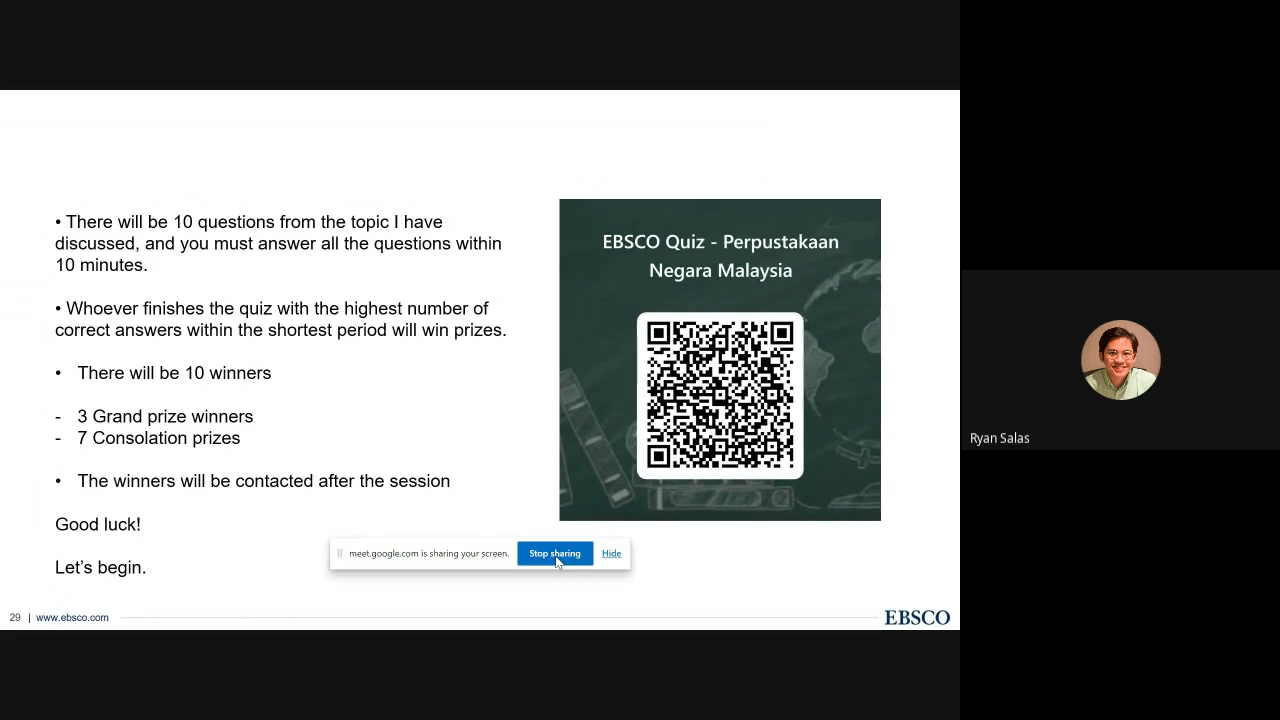 • There will be 10 questions from the topic I have
discussed, and you must answer all the questions within
10 minutes.
• Whoever finishes the quiz with the highest number of
correct answers within the shortest period will win prizes.
• There will be 10 winners
- 3 Grand prize winners
- 7 Consolation prizes
• The winners will be contacted after the session
Good luck!
Let's begin.
EBSCO Quiz - Perpustakaan
Negara Malaysia
meet.google.com is sharing your screen. Stop sharing Hide
29 | www.ebsco.com
EBSCO
Ryan Salas